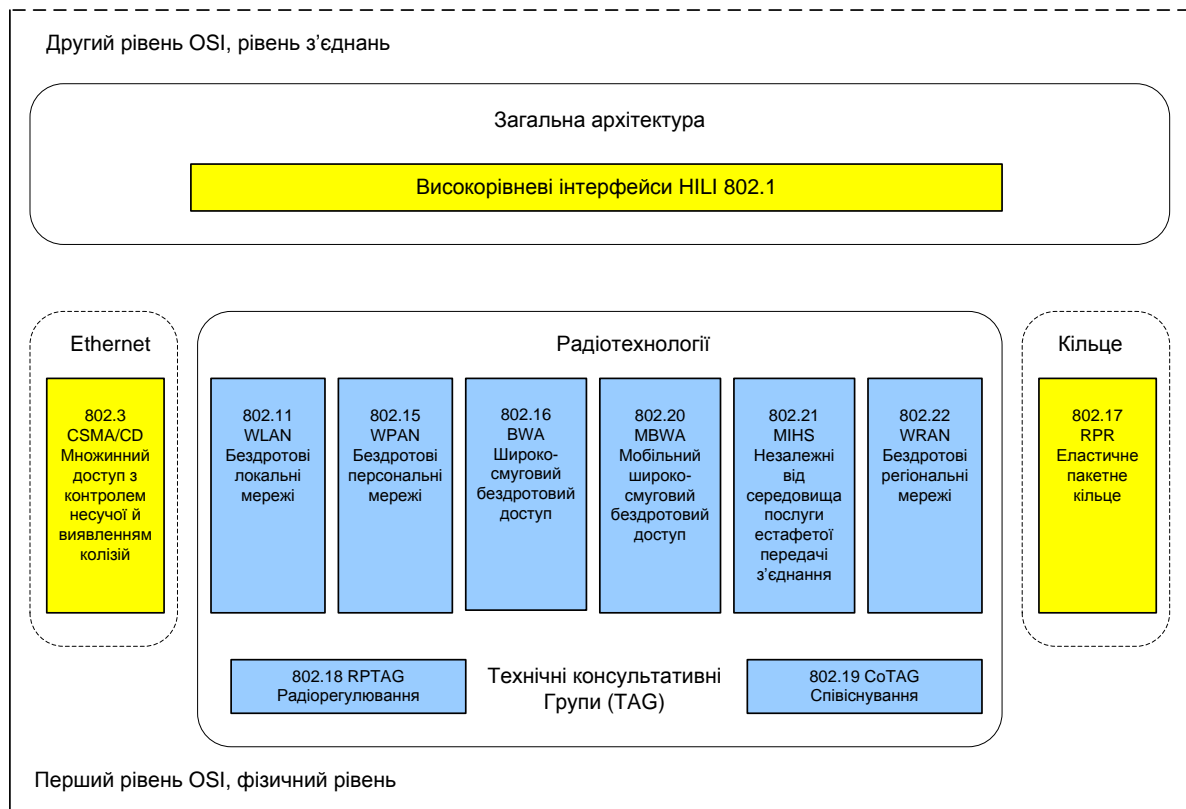 Другий рівень OSI, рівень з’єднань
Загальна архітектура
Високорівневі інтерфейси HILI 802.1
Ethernet
802.3
CSMA/CD
Множинний
доступ з
контролем
несучої й
виявленням
колізій
Радіотехнології
802.11
WLAN
Бездротові
локальні
мережі
802.15
WPAN
Бездротові
персональні
мережі
802.16
BWA
Широко-
смуговий
бездротовий
доступ
802.20
MBWA
Мобільний
широко-
смуговий
бездротовий
доступ
802.21
MIHS
Незалежні
від
середовища
послуги
естафетої
передачі
з’єднання
802.22
WRAN
Бездротові
регіональні
мережі
Кільце
802.17
RPR
Еластичне
пакетне
кільце
802.18 RPTAG
Радіорегулювання
Технічні консультативні
Групи (TAG)
802.19 CoTAG
Співіснування
Перший рівень OSI, фізичний рівень